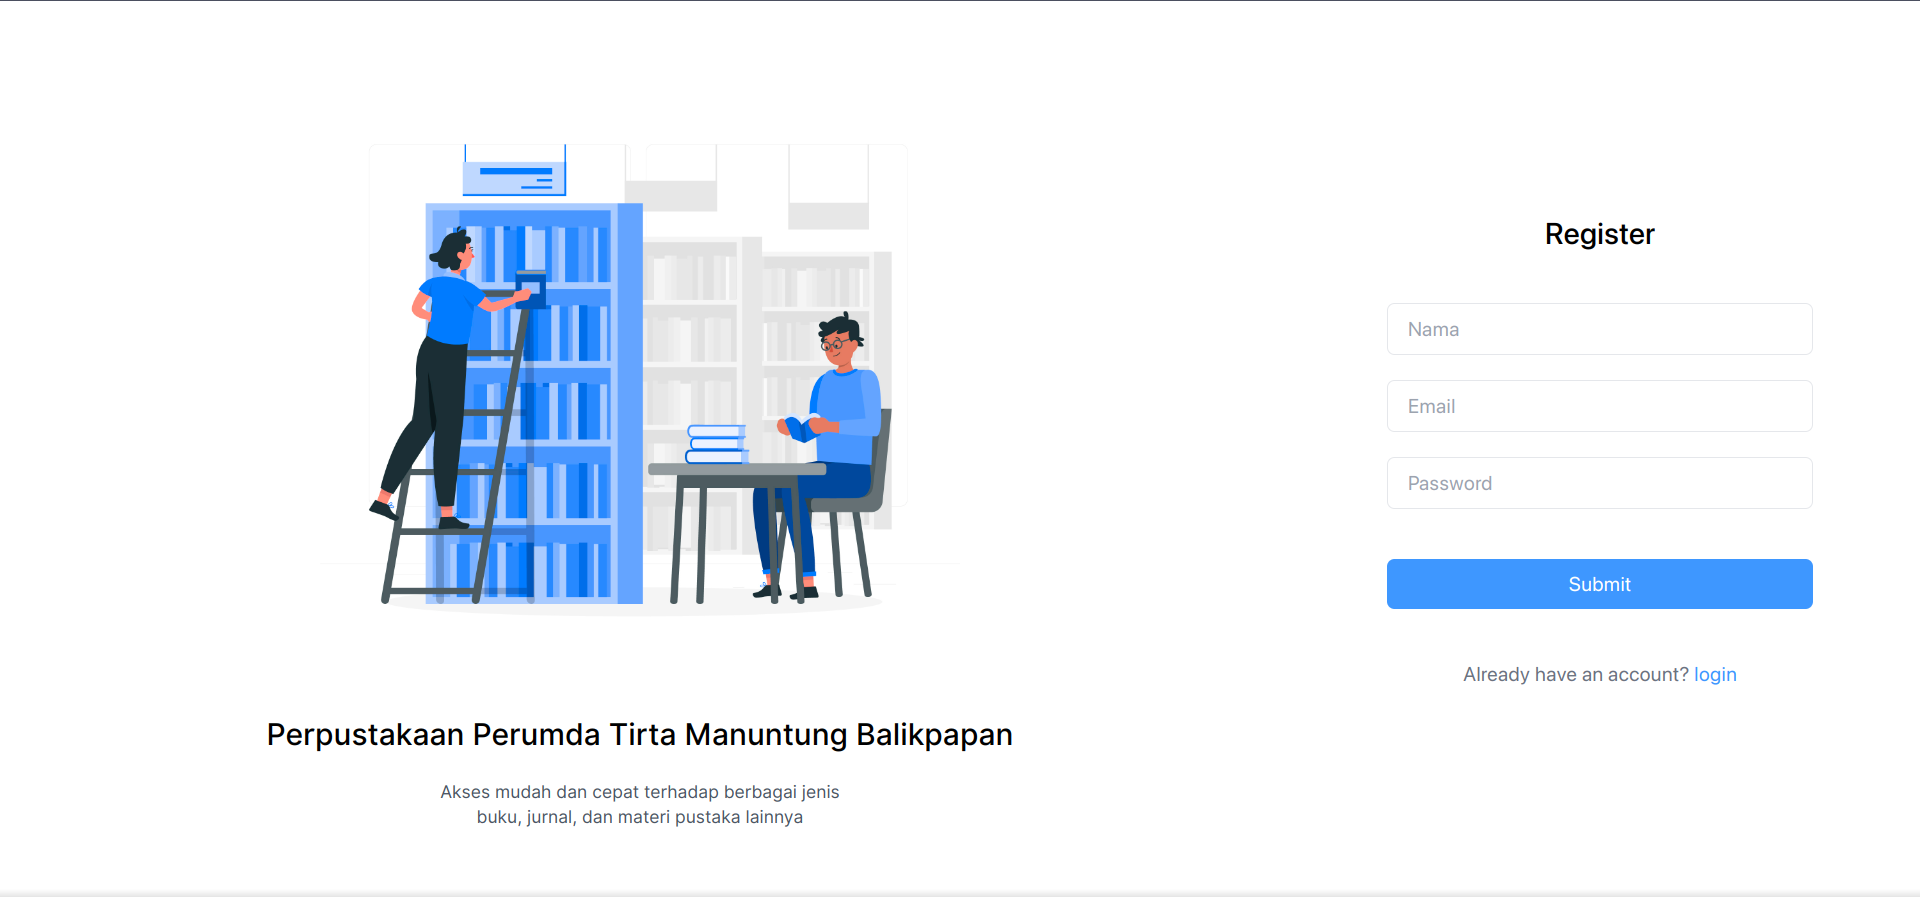 Perpustakaan Perumda Tirta Manuntung Balikpapan
Akses mudah dan cepat terhadap berbagai jenis
buku, jurnal, dan materi pustaka lainnya
Register
Nama
Email
Password
Submit
Already have an account? login